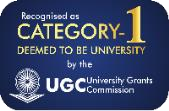 Recognised as
CATEGORY-1
DEEMED TO BE UNIVERSITY
by the
UGC University Grants
Commission